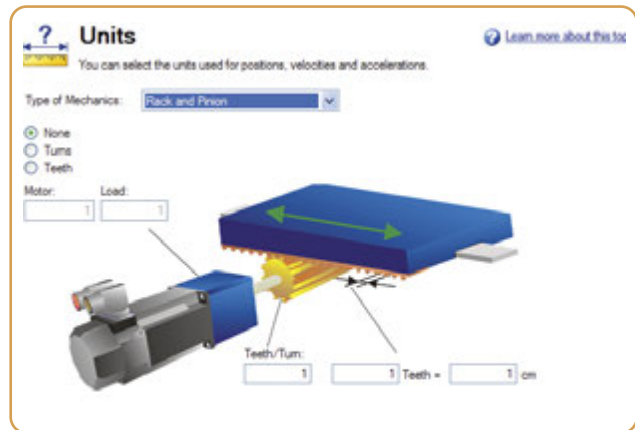 ?
Units
Learn more about this top
You can select the units used for postions, velocities and accelerations.
Type of Mechanics: Rack and Pinion
None
Turns
Teeth
Motor: Load:
1 1
Teeth/Turn:
1 1 Teeth = 1 cm